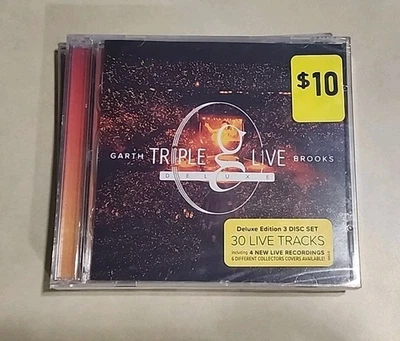 $10
GARTH TRIPLE g LIVE BROOKS
DELUXE
Deluxe Edition 3 DISC SET
30 LIVE TRACKS
Including 4 NEW LIVE RECORDINGS
6 DIFFERENT COLLECTORS COVERS AVAILABLE!